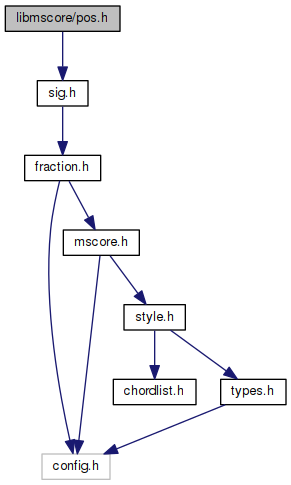 libmscore/pos.h
sig.h
fraction.h
mscore.h
style.h
chordlist.h
types.h
config.h